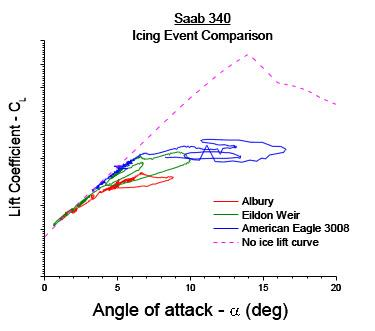 Saab 340
Icing Event Comparison
Lift Coefficient - CL
Albury
Eildon Weir
American Eagle 3008
No ice lift curve
0 5 10 15 20
Angle of attack - α (deg)